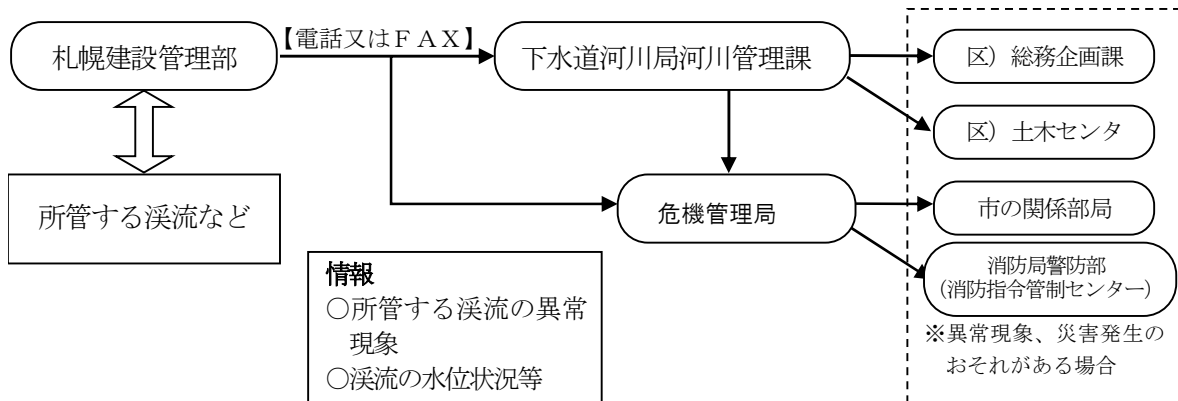 札幌建設管理部
【電話又はＦＡＸ】
下水道河川局河川管理課
区）総務企画課
区）土木センタ
所管する渓流など
危機管理局
市の関係部局
消防局警防部
（消防指令管制センター）
※異常現象、災害発生の
おそれがある場合
情報
○所管する渓流の異常
現象
○渓流の水位状況等